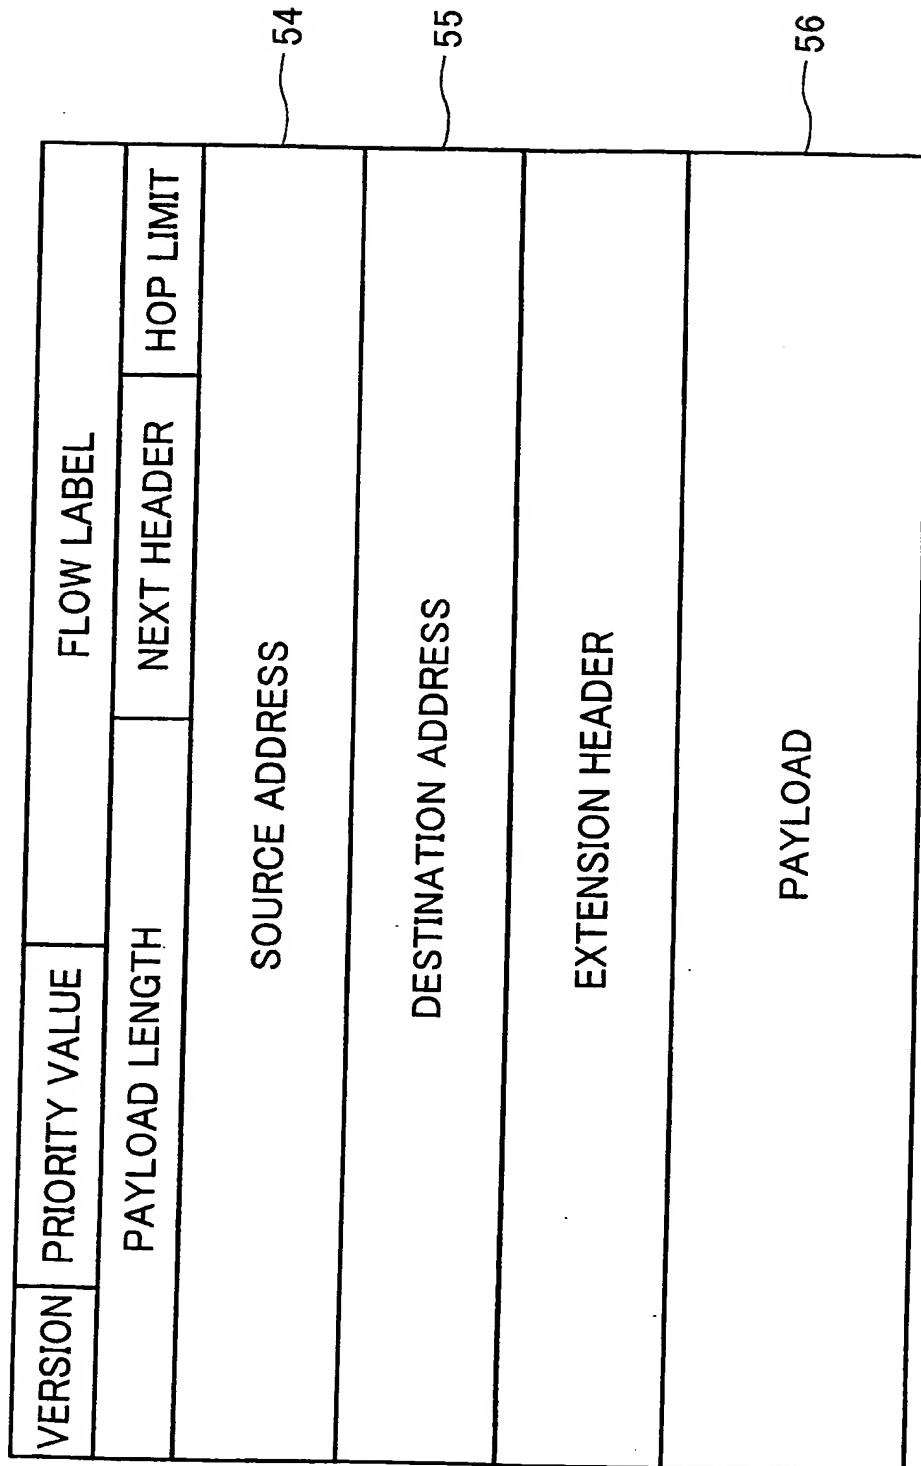 VERSION PRIORITY VALUE FLOW LABEL
PAYLOAD LENGTH NEXT HEADER HOP LIMIT
SOURCE ADDRESS 54
DESTINATION ADDRESS 55
EXTENSION HEADER
PAYLOAD 56